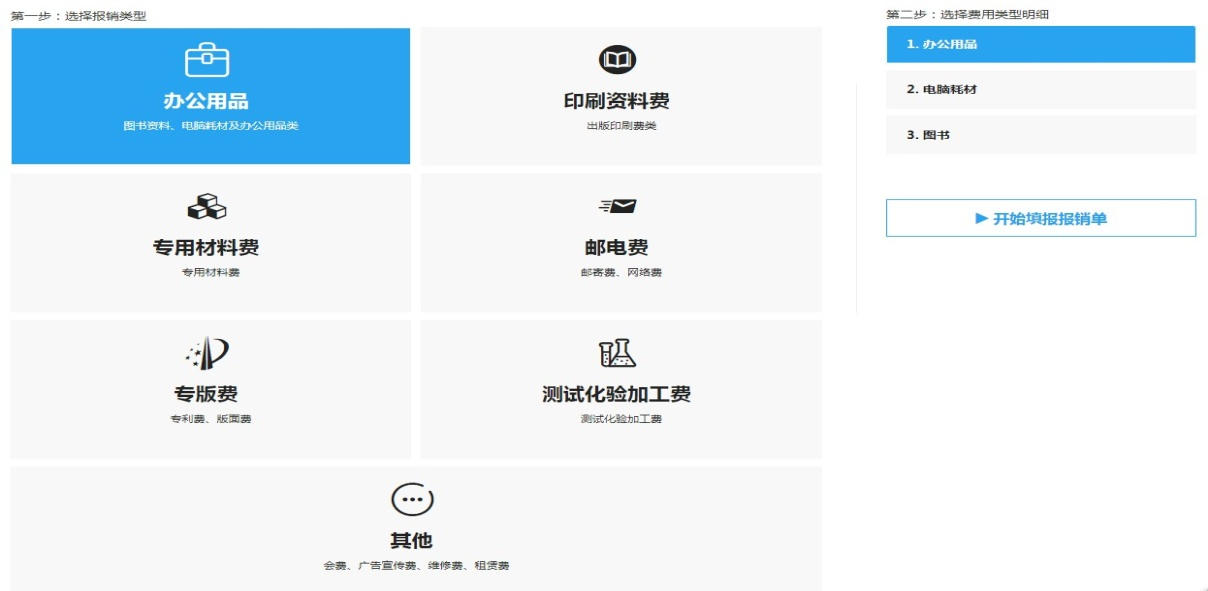 第一步：选择报销类型
办公用品
图书资料、电脑耗材及办公用品类
印刷资料费
出版印刷费类
专用材料费
专用材料费
邮电费
邮寄费、网络费
专版费
专利费、版面费
测试化验加工费
测试化验加工费
其他
会费、广告宣传费、维修费、租赁费
第二步：选择费用类型明细
1. 办公用品
2. 电脑耗材
3. 图书
▶ 开始填报报销单